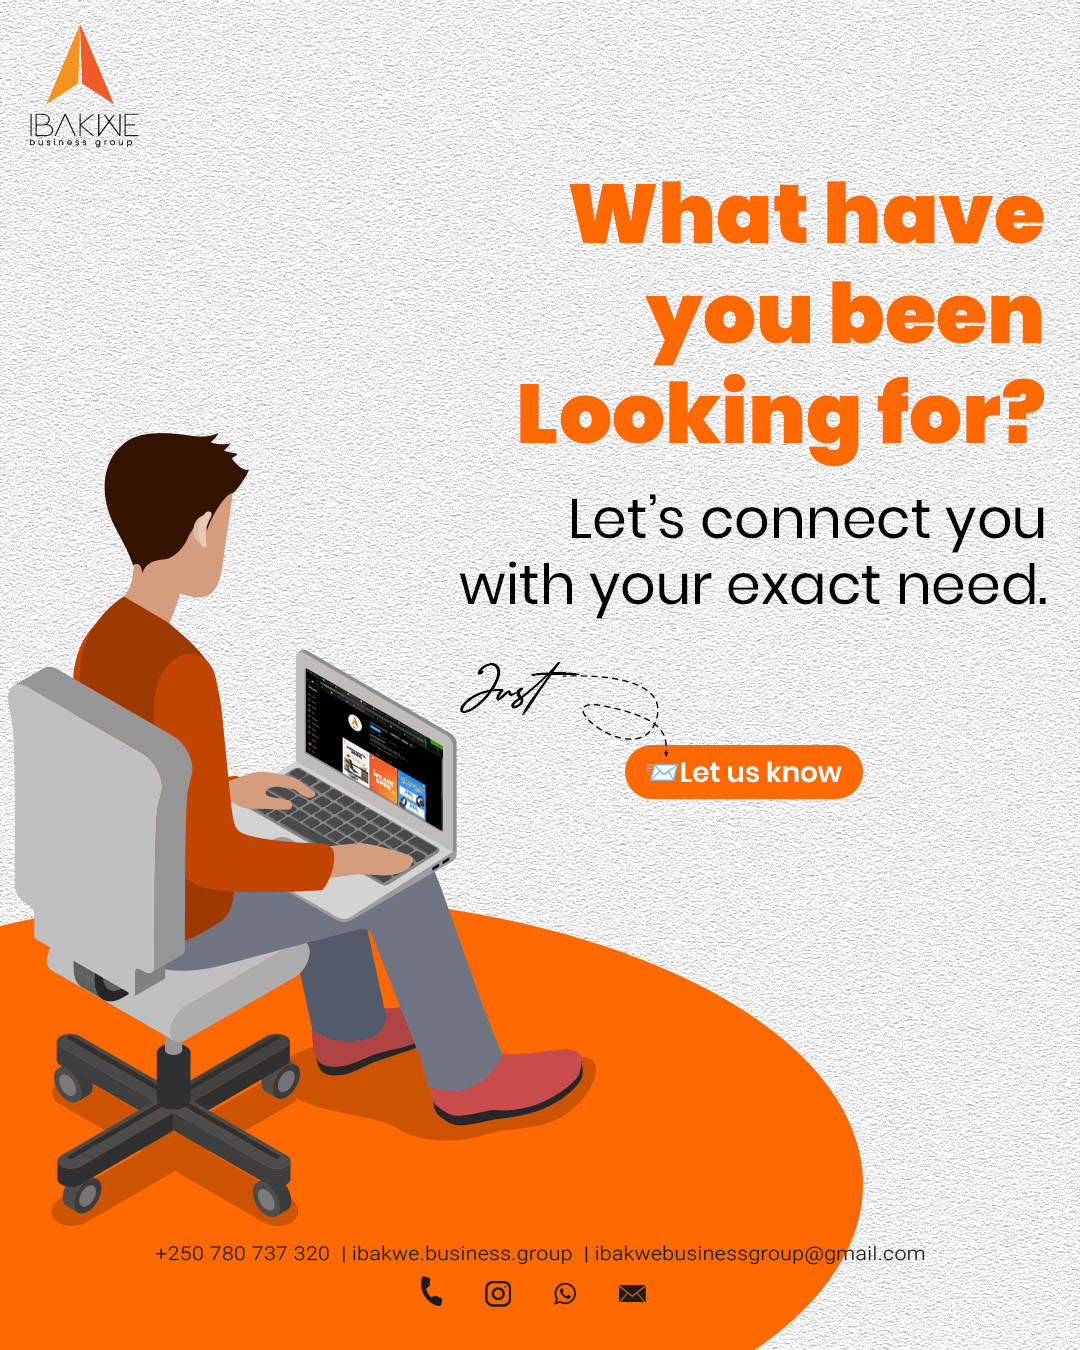 IBAKWE
business group
What have
you been
Looking for?
Let's connect you
with your exact need.
Just
Let us know
+250 780 737 320 | ibakwe.business.group | ibakwebusinessgroup@gmail.com